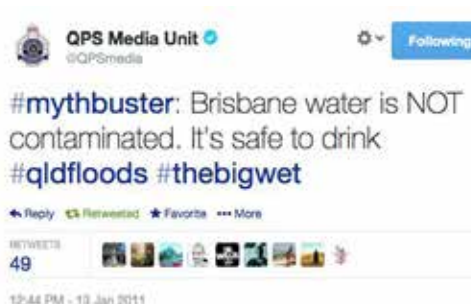 QPS Media Unit
@QPSmedia
Following
#mythbuster: Brisbane water is NOT
contaminated. It's safe to drink
#qldfloods #thebigwet
Reply Retweeted Favorite More
RETWEETS
49
12:44 PM - 13 Jan 2011